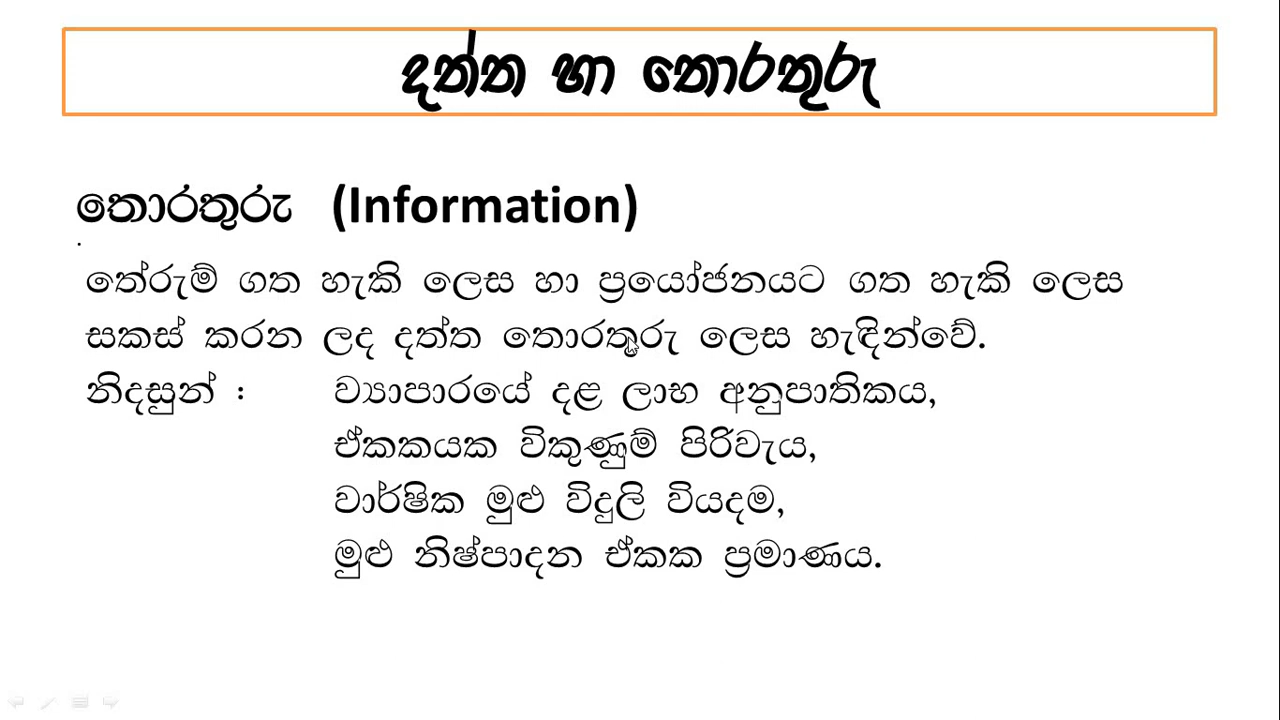 දත්ත හා තොරතුරු
තොරතුරු (Information)
.
තේරුම් ගත හැකි ලෙස හා ප්‍රයෝජනයට ගත හැකි ලෙස
සකස් කරන ලද දත්ත තොරතුරු ලෙස හැඳින්වේ.
නිදසුන් : ව්‍යාපාරයේ දළ ලාභ අනුපාතිකය,
ඒකකයක විකුණුම් පිරිවැය,
වාර්ෂික මුළු විදුලි වියදම,
මුළු නිෂ්පාදන ඒකක ප්‍රමාණය.